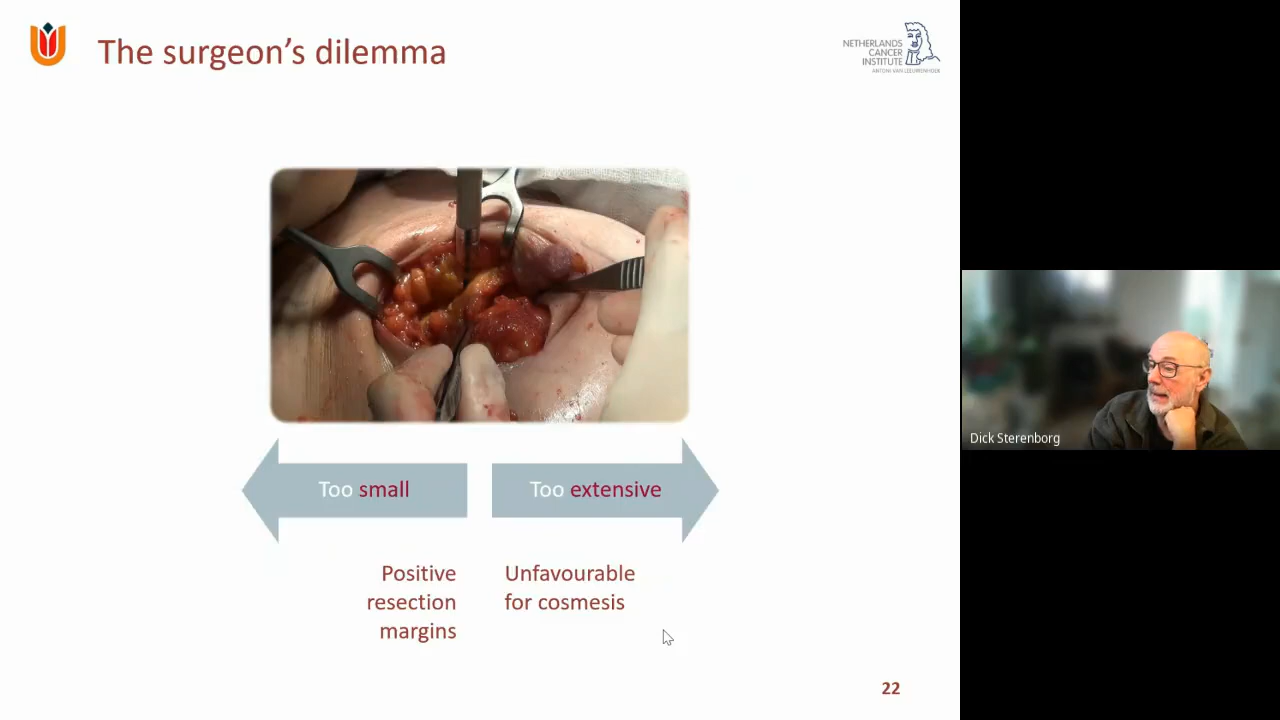 The surgeon's dilemma
NETHERLANDS
CANCER
INSTITUTE
ANTONI VAN LEEUWENHOEK
Too small
Too extensive
Positive
resection
margins
Unfavourable
for cosmesis
22
Dick Sterenborg